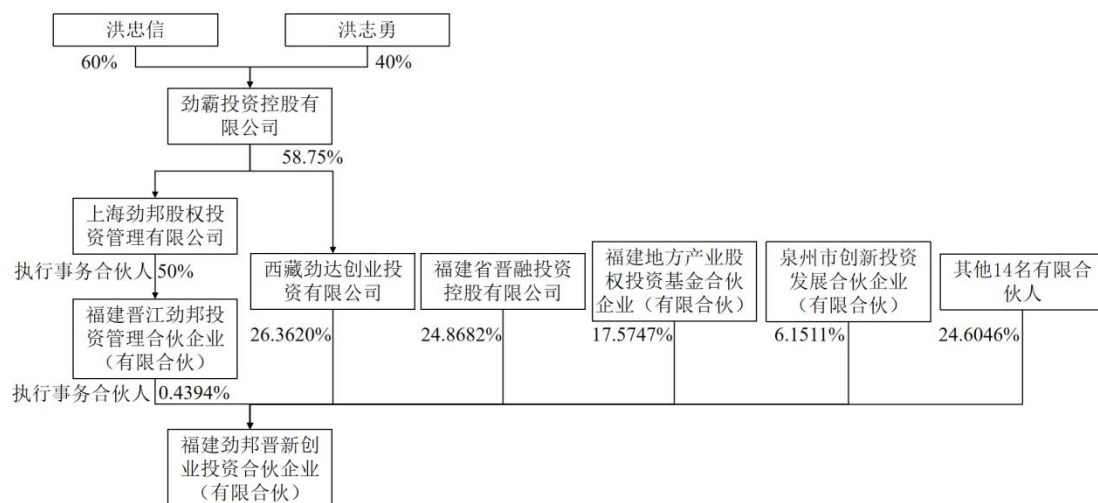 洪忠信
洪志勇
60%
40%
劲霸投资控股有
限公司
58.75%
上海劲邦股权投
资管理有限公司
执行事务合伙人
50%
西藏劲达创业投
资有限公司
福建省晋融投资
控股有限公司
福建地方产业股
权投资基金合伙
企业（有限合伙）
泉州市创新投资
发展合伙企业
（有限合伙）
其他14名有限合
伙人
福建晋江劲邦投
资管理合伙企业
（有限合伙）
26.3620%
24.8682%
17.5747%
6.1511%
24.6046%
执行事务合伙人
0.4394%
福建劲邦晋新创
业投资合伙企业
（有限合伙）